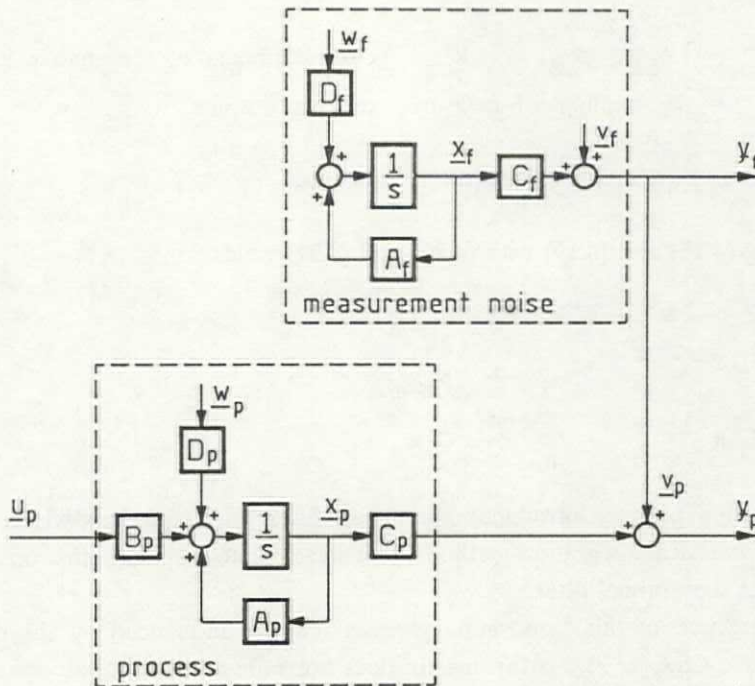 w_f
D_f
v_f
+ 1/s x_f C_f + + y_f
+
A_f
measurement noise
w_p
D_p
v_p
u_p B_p + + 1/s x_p C_p + + y_p
+
A_p
process